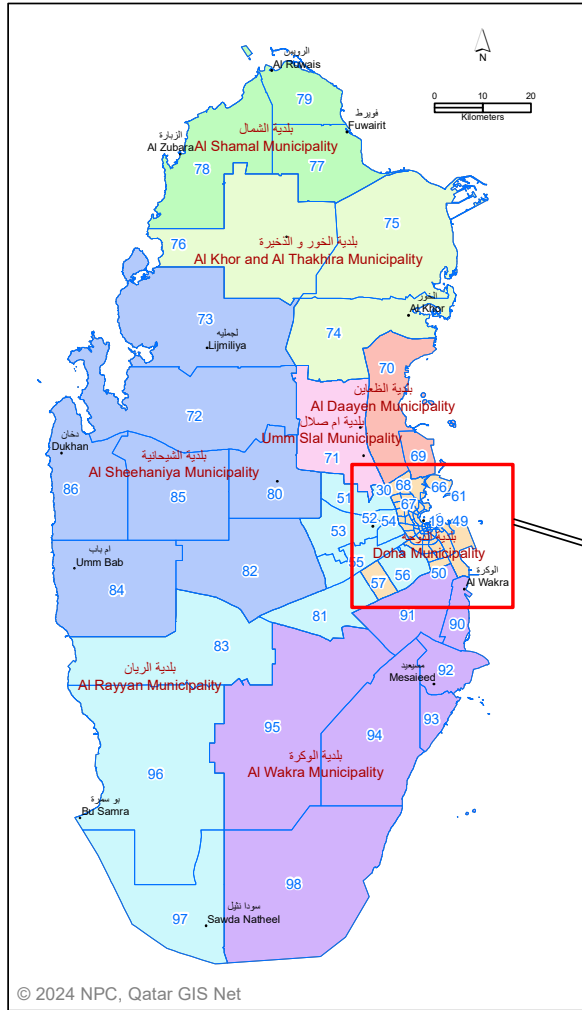 الرويس
Al Ruwais
N
0 10 20
Kilometers
79
فويرط
Fuwairit
بلدية الشمال
Al Shamal Municipality
الزبارة
Al Zubara
78
77
75
76
بلدية الخور و الذخيرة
Al Khor and Al Thakhira Municipality
الخور
Al Khor
73
لجميليه
Lijmiliya
74
70
بلدية الظعاين
Al Daayen Municipality
72
بلدية ام صلال
Umm Slal Municipality
دخان
Dukhan
بلدية الشيحانية
Al Sheehaniya Municipality
71
69
86
85
80
30
68
66
61
51
67
52
54
19
49
53
Doha Municipality
ام باب
Umm Bab
55
57
56
50
الوكرة
Al Wakra
84
82
81
91
90
83
بلدية الريان
Al Rayyan Municipality
مسيعيد
Mesaieed
92
93
95
94
بلدية الوكرة
Al Wakra Municipality
96
بو سمرة
Bu Samra
98
97
سودا نثيل
Sawda Natheel
© 2024 NPC, Qatar GIS Net